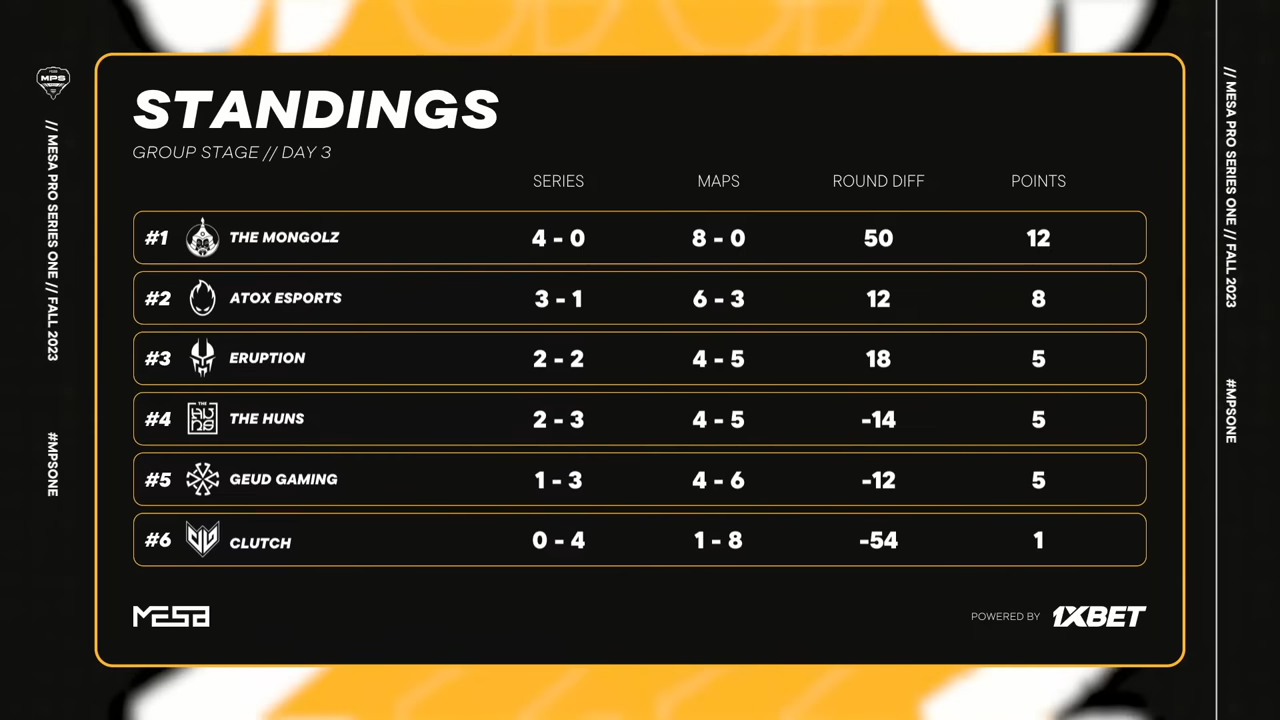 MPS
// MESA PRO SERIES ONE // FALL 2023
#MPSONE
STANDINGS
GROUP STAGE // DAY 3
SERIES MAPS ROUND DIFF POINTS
#1 THE MONGOLZ 4 - 0 8 - 0 50 12
#2 ATOX ESPORTS 3 - 1 6 - 3 12 8
#3 ERUPTION 2 - 2 4 - 5 18 5
#4 THE HUNS THE HUNS 2 - 3 4 - 5 -14 5
#5 GEUD GAMING 1 - 3 4 - 6 -12 5
#6 CLUTCH 0 - 4 1 - 8 -54 1
MESA
POWERED BY 1XBET
// MESA PRO SERIES ONE // FALL 2023
#MPSONE